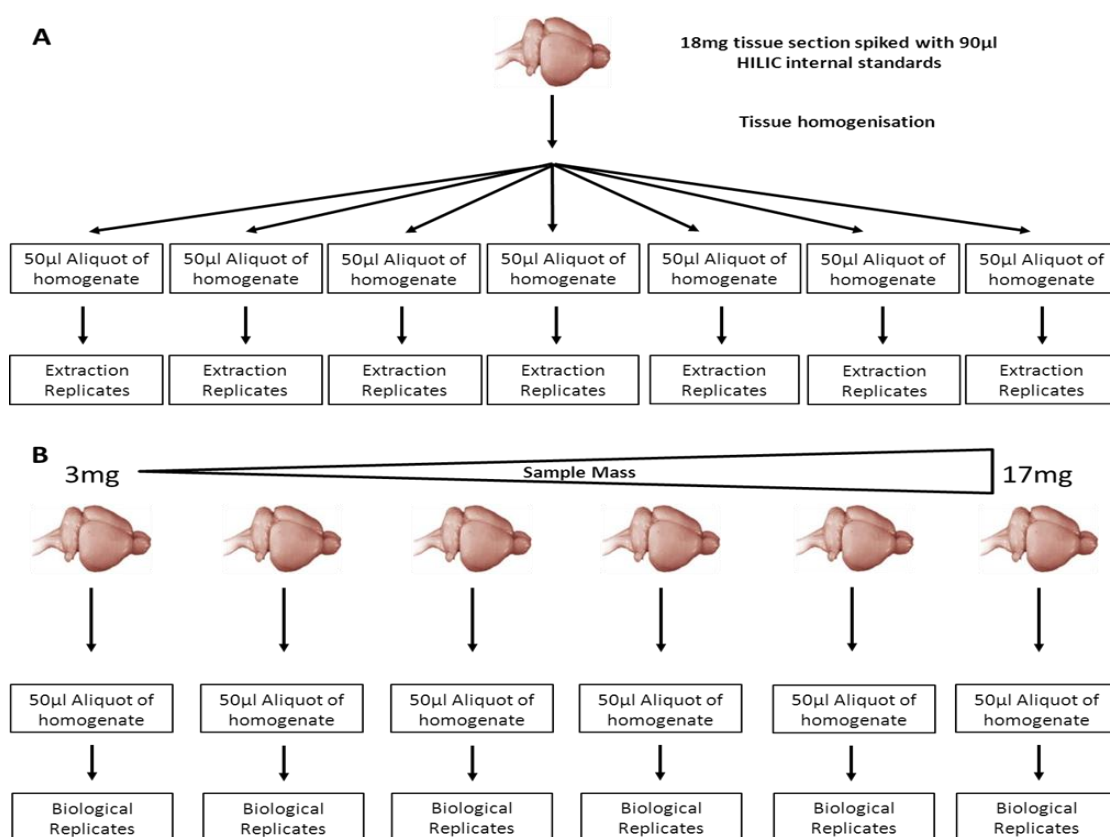 A
18mg tissue section spiked with 90µl
HILIC internal standards
Tissue homogenisation
50µl Aliquot of
homogenate
50µl Aliquot of
homogenate
50µl Aliquot of
homogenate
50µl Aliquot of
homogenate
50µl Aliquot of
homogenate
50µl Aliquot of
homogenate
50µl Aliquot of
homogenate
Extraction
Replicates
Extraction
Replicates
Extraction
Replicates
Extraction
Replicates
Extraction
Replicates
Extraction
Replicates
Extraction
Replicates
B
3mg
Sample Mass
17mg
50µl Aliquot of
homogenate
50µl Aliquot of
homogenate
50µl Aliquot of
homogenate
50µl Aliquot of
homogenate
50µl Aliquot of
homogenate
50µl Aliquot of
homogenate
Biological
Replicates
Biological
Replicates
Biological
Replicates
Biological
Replicates
Biological
Replicates
Biological
Replicates